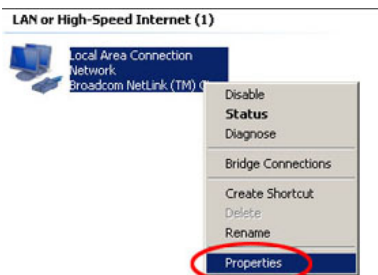 LAN or High-Speed Internet (1)
Local Area Connection
Network
Broadcom NetLink (TM)
Disable
Status
Diagnose
Bridge Connections
Create Shortcut
Delete
Rename
Properties